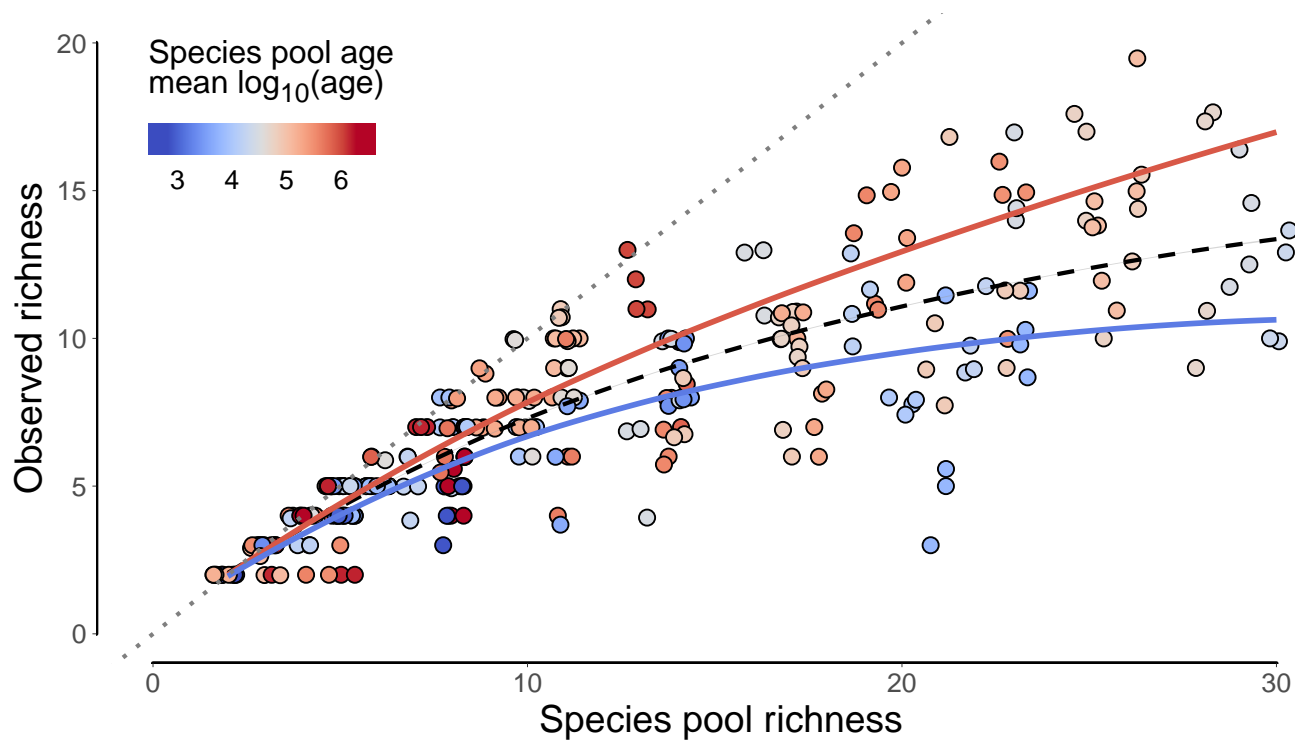 Species pool age
mean log10(age)
3 4 5 6
Observed richness
20
15
10
5
0
0 10 20 30
Species pool richness